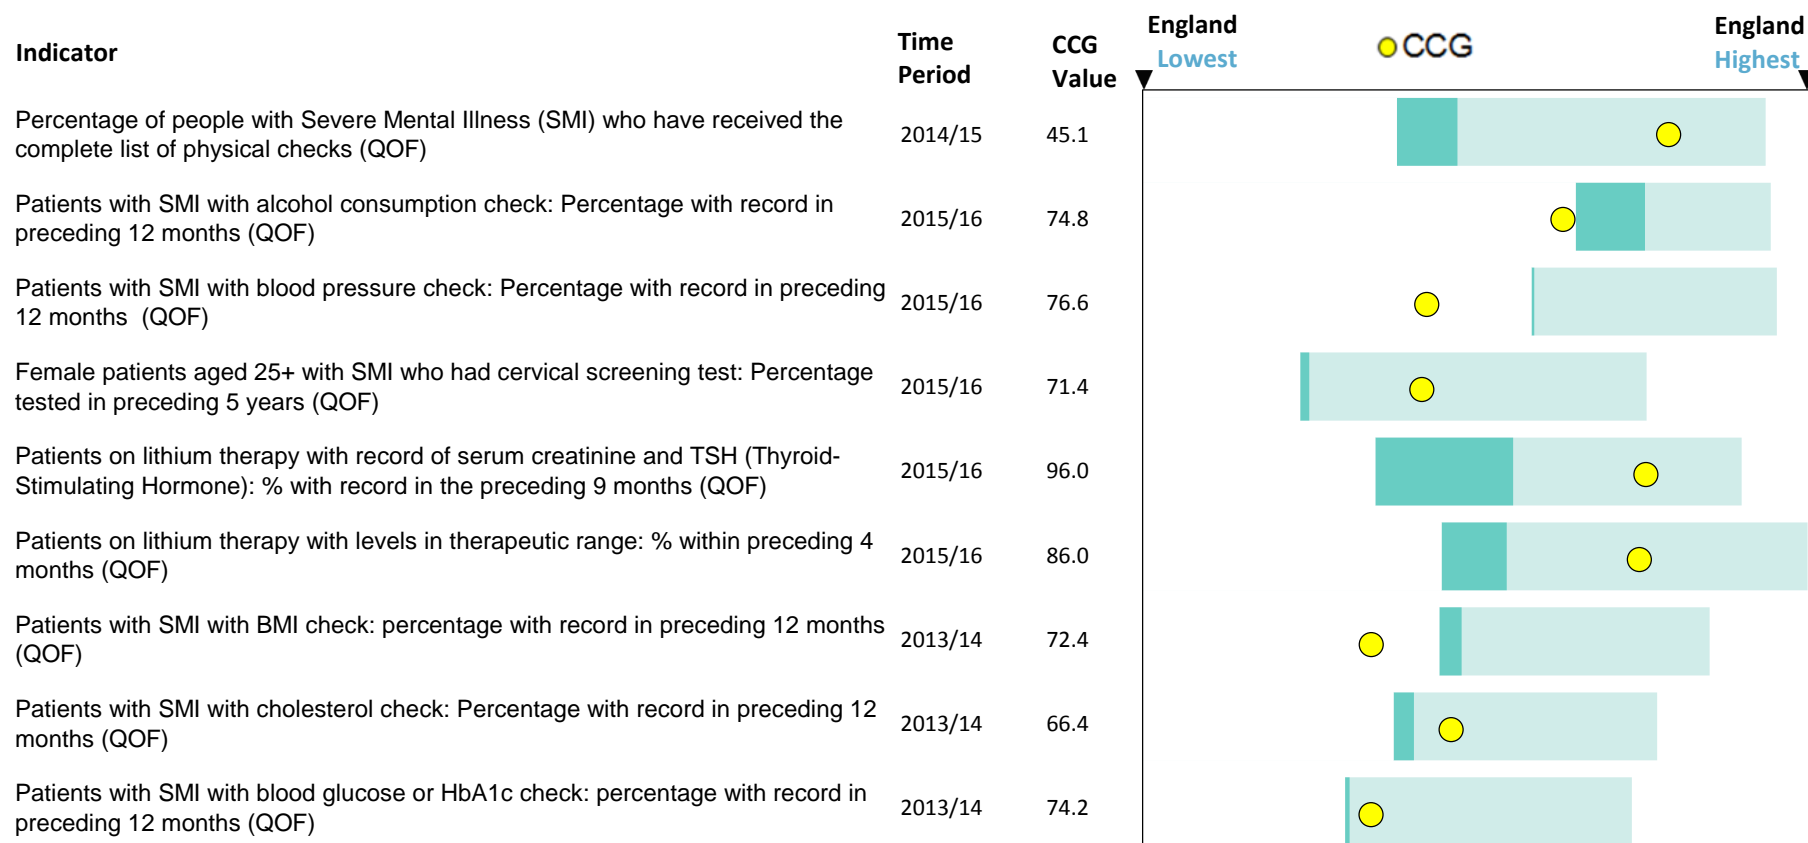 Indicator
Time
Period
CCG
Value
England
Lowest
CCG
England
Highest
Percentage of people with Severe Mental Illness (SMI) who have received the
complete list of physical checks (QOF)
2014/15
45.1
Patients with SMI with alcohol consumption check: Percentage with record in
preceding 12 months (QOF)
2015/16
74.8
Patients with SMI with blood pressure check: Percentage with record in preceding
12 months  (QOF)
2015/16
76.6
Female patients aged 25+ with SMI who had cervical screening test: Percentage
tested in preceding 5 years (QOF)
2015/16
71.4
Patients on lithium therapy with record of serum creatinine and TSH (Thyroid-
Stimulating Hormone): % with record in the preceding 9 months (QOF)
2015/16
96.0
Patients on lithium therapy with levels in therapeutic range: % within preceding 4
months (QOF)
2015/16
86.0
Patients with SMI with BMI check: percentage with record in preceding 12 months
(QOF)
2013/14
72.4
Patients with SMI with cholesterol check: Percentage with record in preceding 12
months (QOF)
2013/14
66.4
Patients with SMI with blood glucose or HbA1c check: percentage with record in
preceding 12 months (QOF)
2013/14
74.2